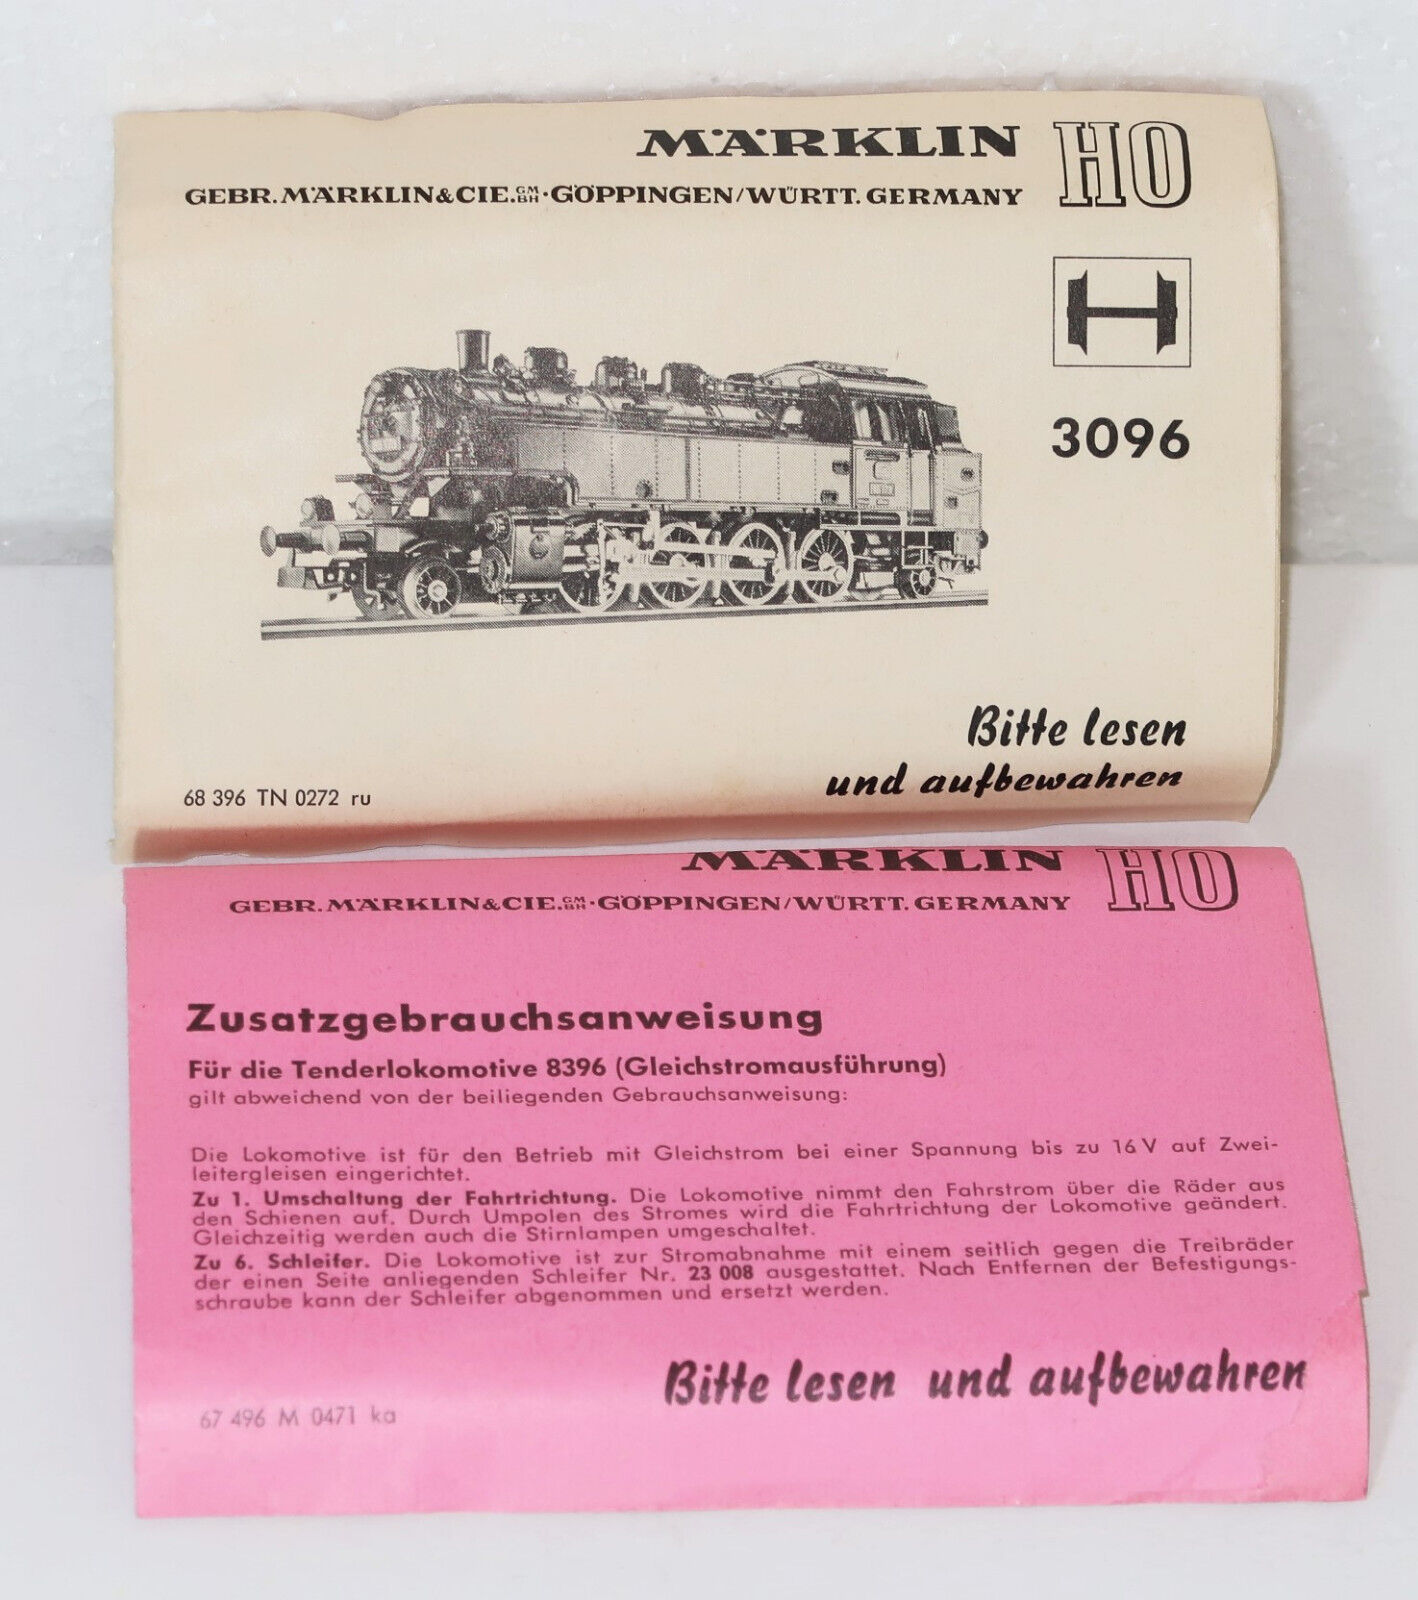 MÄRKLIN HO
GEBR. MÄRKLIN & CIE. GMBH · GÖPPINGEN/WÜRTT. GERMANY
3096
Bitte lesen
und aufbewahren
68 396 TN 0272 ru
MÄRKLIN HO
GEBR. MÄRKLIN & CIE. GMBH · GÖPPINGEN/WÜRTT. GERMANY
Zusatzgebrauchsanweisung
Für die Tenderlokomotive 8396 (Gleichstromausführung)
gilt abweichend von der beiliegenden Gebrauchsanweisung:
Die Lokomotive ist für den Betrieb mit Gleichstrom bei einer Spannung bis zu 16 V auf Zwei-
leitergleisen eingerichtet.
Zu 1. Umschaltung der Fahrtrichtung. Die Lokomotive nimmt den Fahrstrom über die Räder aus
den Schienen auf. Durch Umpolen des Stromes wird die Fahrtrichtung der Lokomotive geändert.
Gleichzeitig werden auch die Stirnlampen umgeschaltet.
Zu 6. Schleifer. Die Lokomotive ist zur Stromabnahme mit einem seitlich gegen die Treibräder
der einen Seite anliegenden Schleifer Nr. 23 008 ausgestattet. Nach Entfernen der Befestigungs-
schraube kann der Schleifer abgenommen und ersetzt werden.
Bitte lesen und aufbewahren
67 496 M 0471 ka